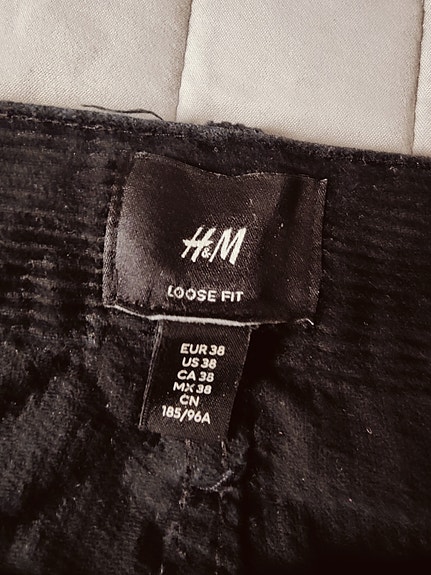 H&M
LOOSE FIT
EUR 38
US 38
CA 38
MX 38
CN
185/96A